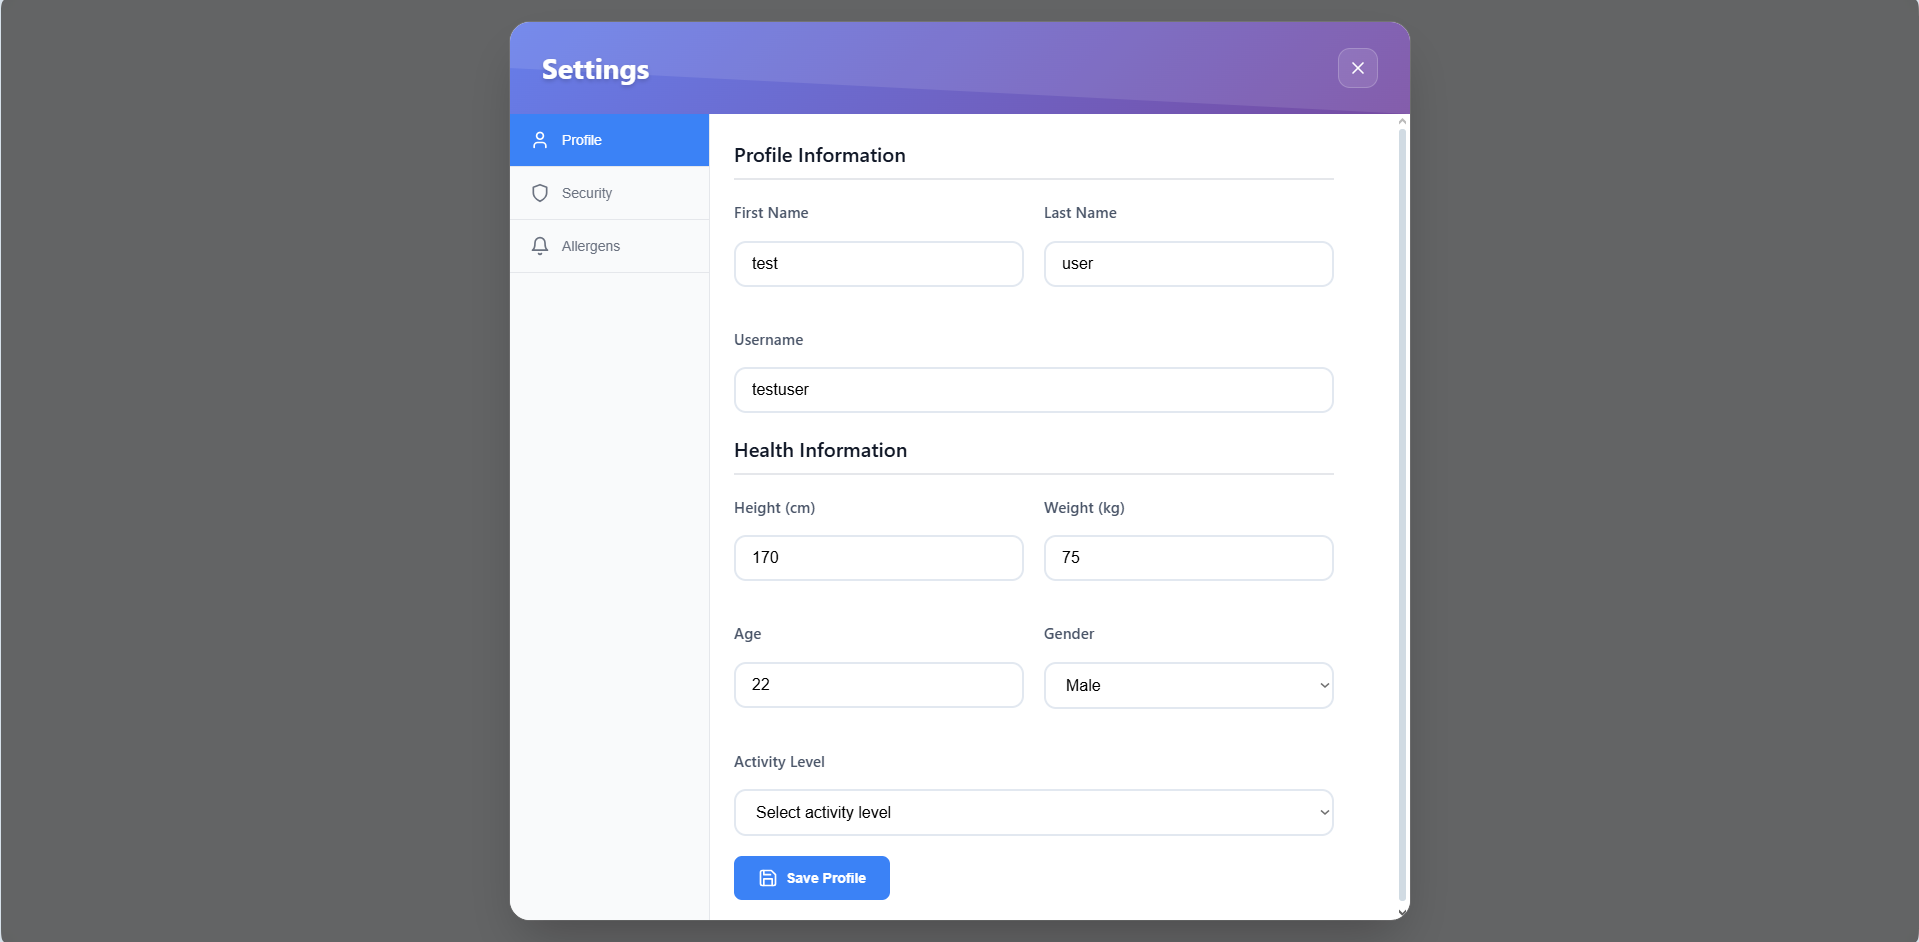 Settings
Profile
Security
Allergens
Profile Information
First Name
Last Name
test
user
Username
testuser
Health Information
Height (cm)
Weight (kg)
170
75
Age
Gender
22
Male
Activity Level
Select activity level
Save Profile